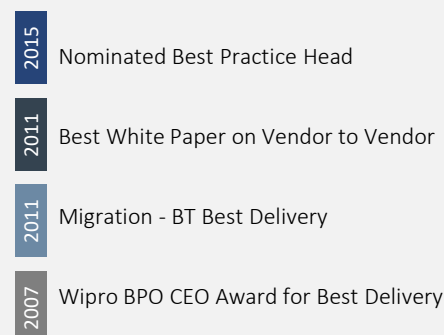 2015
Nominated Best Practice Head
2011
Best White Paper on Vendor to Vendor
2011
Migration - BT Best Delivery
2007
Wipro BPO CEO Award for Best Delivery